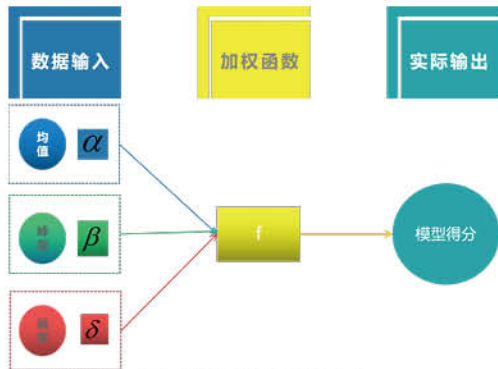 数据输入
加权函数
实际输出
均值 α
β
f
模型得分
δ